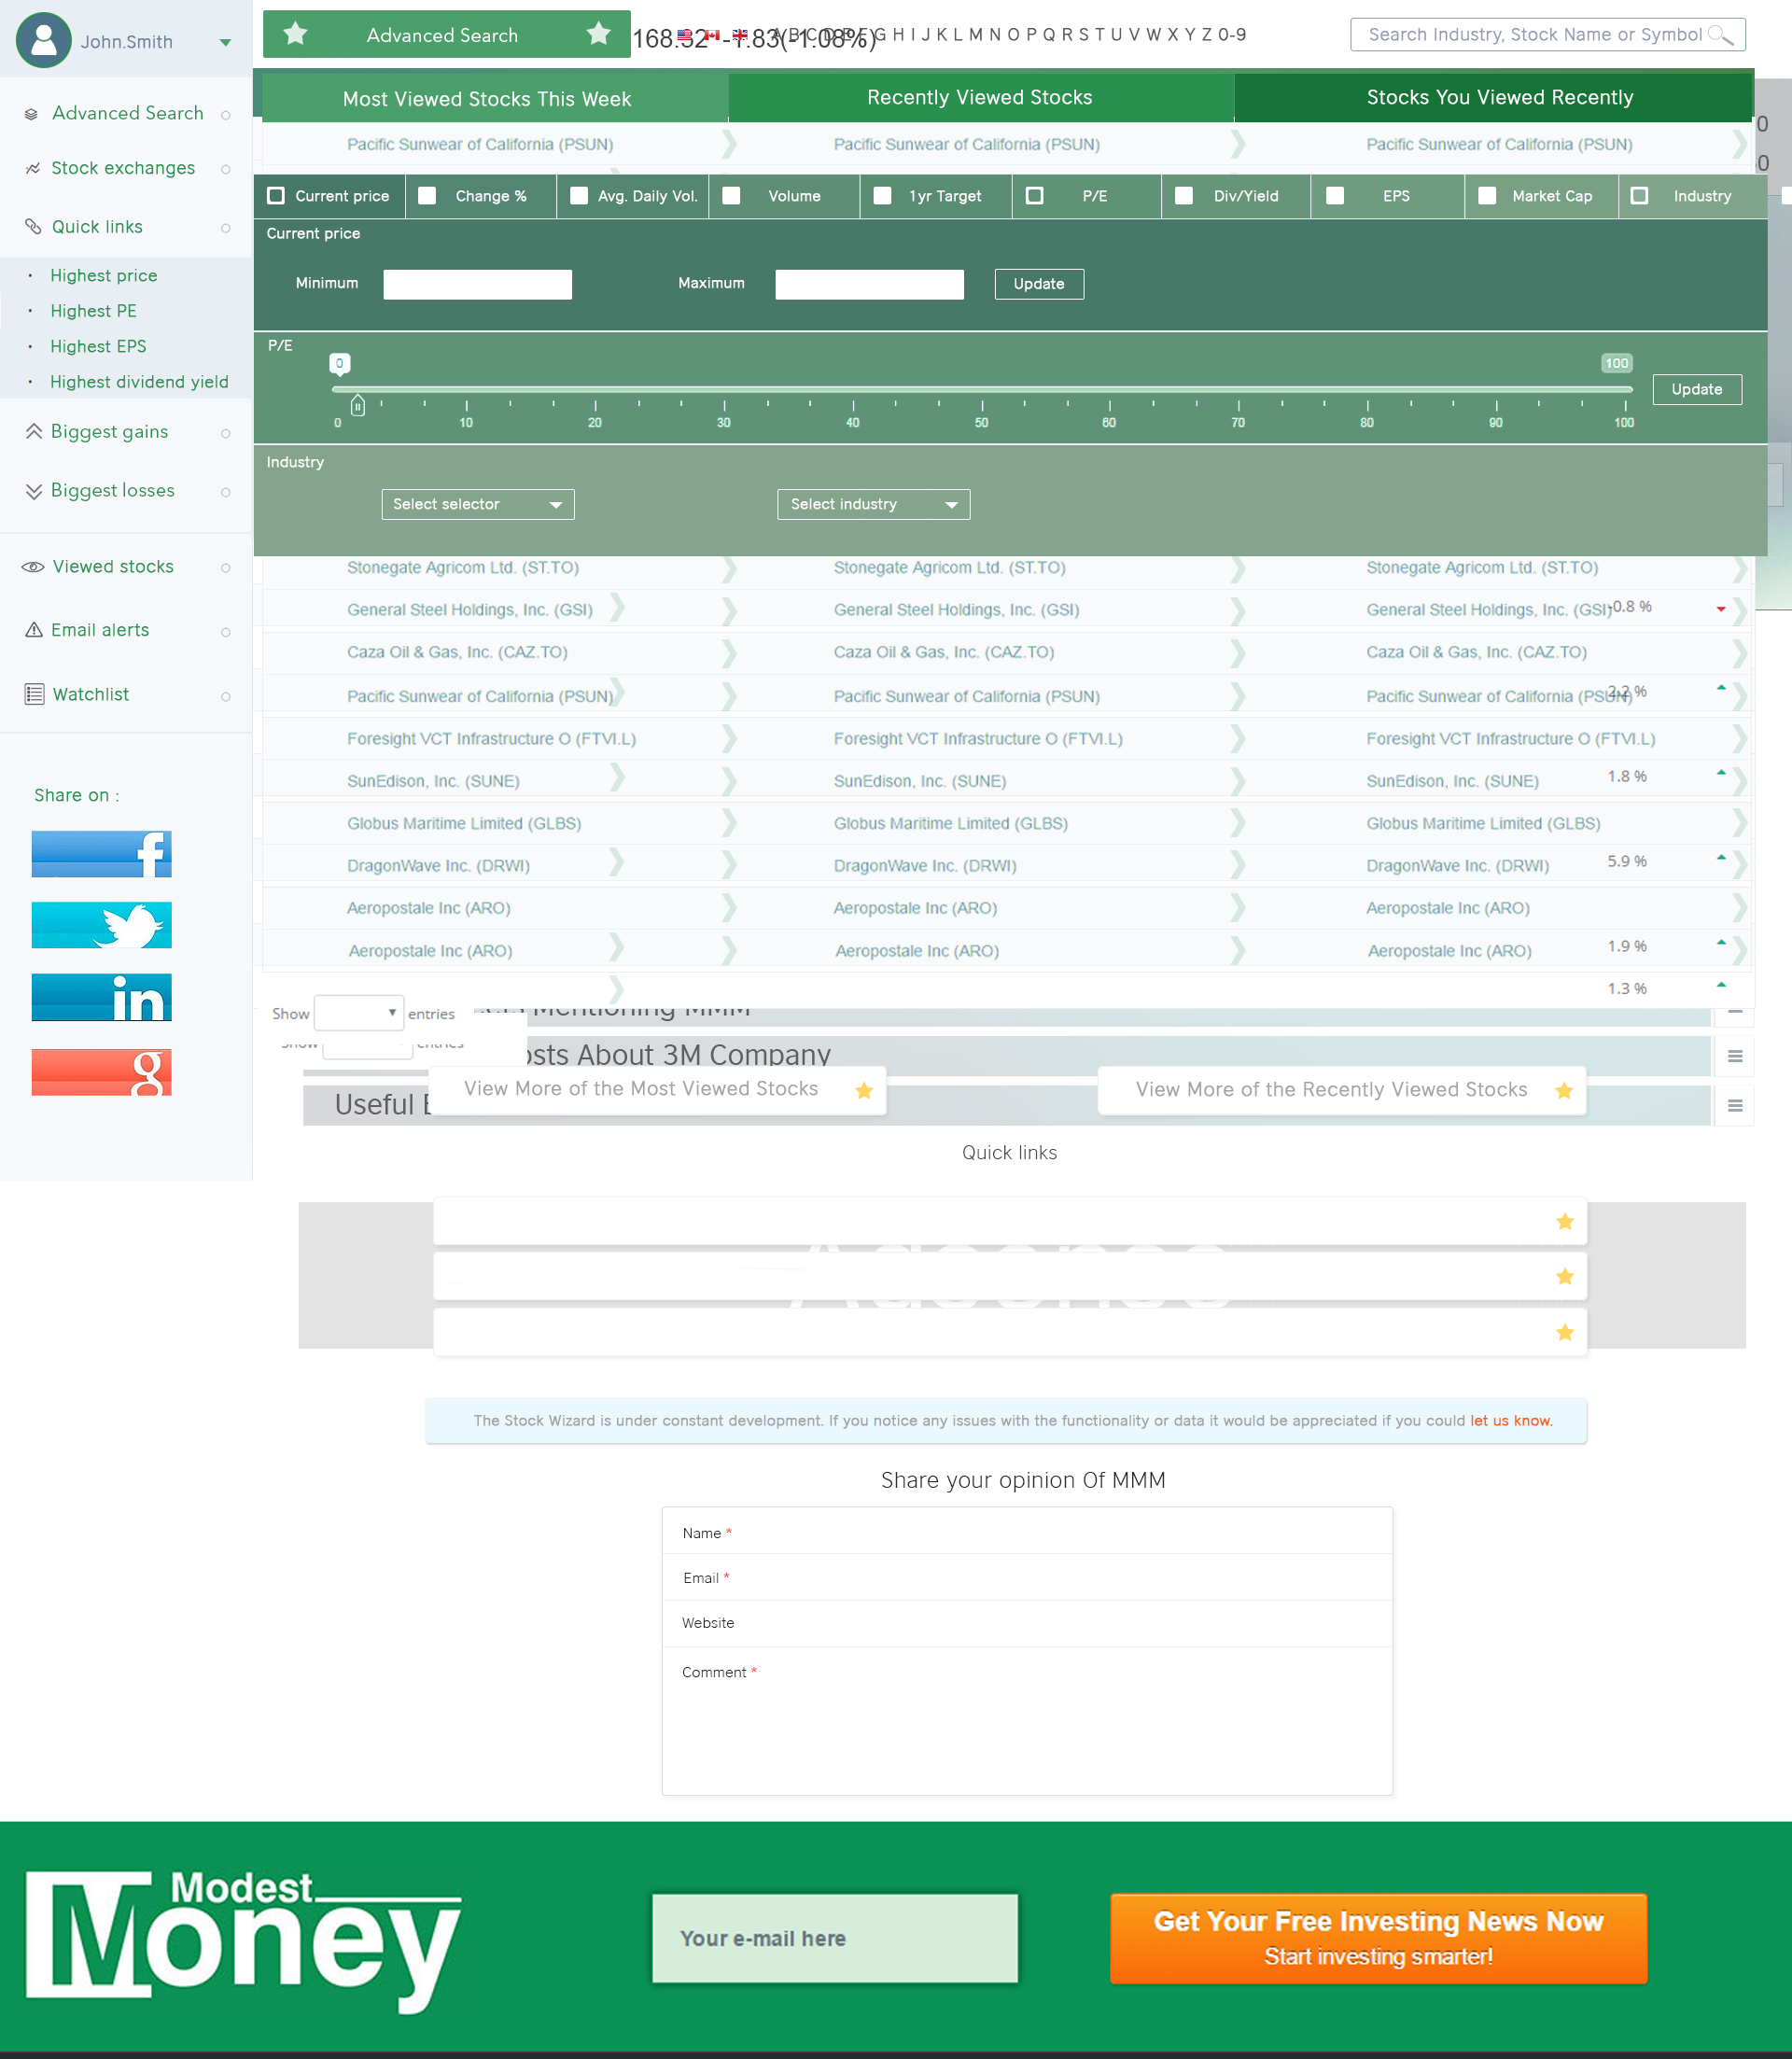 John.Smith
Advanced Search
168.32 -1.83(-1.08%)
A B C D E F G H I J K L M N O P Q R S T U V W X Y Z 0-9
Search Industry, Stock Name or Symbol
Most Viewed Stocks This Week
Recently Viewed Stocks
Stocks You Viewed Recently
Advanced Search
Stock exchanges
Quick links
Highest price
Highest PE
Highest EPS
Highest dividend yield
Biggest gains
Biggest losses
Viewed stocks
Email alerts
Watchlist
Share on :
f
in
g
Pacific Sunwear of California (PSUN) Pacific Sunwear of California (PSUN) Pacific Sunwear of California (PSUN)
0
0
Current price Change % Avg. Daily Vol. Volume 1yr Target P/E Div/Yield EPS Market Cap Industry
Current price
Minimum Maximum Update
P/E
0 100
Update
0 10 20 30 40 50 60 70 80 90 100
Industry
Select selector Select industry
Stonegate Agricom Ltd. (ST.TO) Stonegate Agricom Ltd. (ST.TO) Stonegate Agricom Ltd. (ST.TO)
General Steel Holdings, Inc. (GSI) General Steel Holdings, Inc. (GSI) General Steel Holdings, Inc. (GSI) -0.8 %
Caza Oil & Gas, Inc. (CAZ.TO) Caza Oil & Gas, Inc. (CAZ.TO) Caza Oil & Gas, Inc. (CAZ.TO)
Pacific Sunwear of California (PSUN) Pacific Sunwear of California (PSUN) Pacific Sunwear of California (PSUN) 2.2 %
Foresight VCT Infrastructure O (FTVI.L) Foresight VCT Infrastructure O (FTVI.L) Foresight VCT Infrastructure O (FTVI.L)
SunEdison, Inc. (SUNE) SunEdison, Inc. (SUNE) SunEdison, Inc. (SUNE) 1.8 %
Globus Maritime Limited (GLBS) Globus Maritime Limited (GLBS) Globus Maritime Limited (GLBS)
DragonWave Inc. (DRWI) DragonWave Inc. (DRWI) DragonWave Inc. (DRWI) 5.9 %
Aeropostale Inc (ARO) Aeropostale Inc (ARO) Aeropostale Inc (ARO)
Aeropostale Inc (ARO) Aeropostale Inc (ARO) Aeropostale Inc (ARO) 1.9 %
1.3 %
Show entries
Mentioning MMM
Show entries
osts About 3M Company
View More of the Most Viewed Stocks
View More of the Recently Viewed Stocks
Useful
Quick links
The Stock Wizard is under constant development. If you notice any issues with the functionality or data it would be appreciated if you could let us know.
Share your opinion Of MMM
Name *
Email *
Website
Comment *
Modest
Money
Your e-mail here
Get Your Free Investing News Now
Start investing smarter!